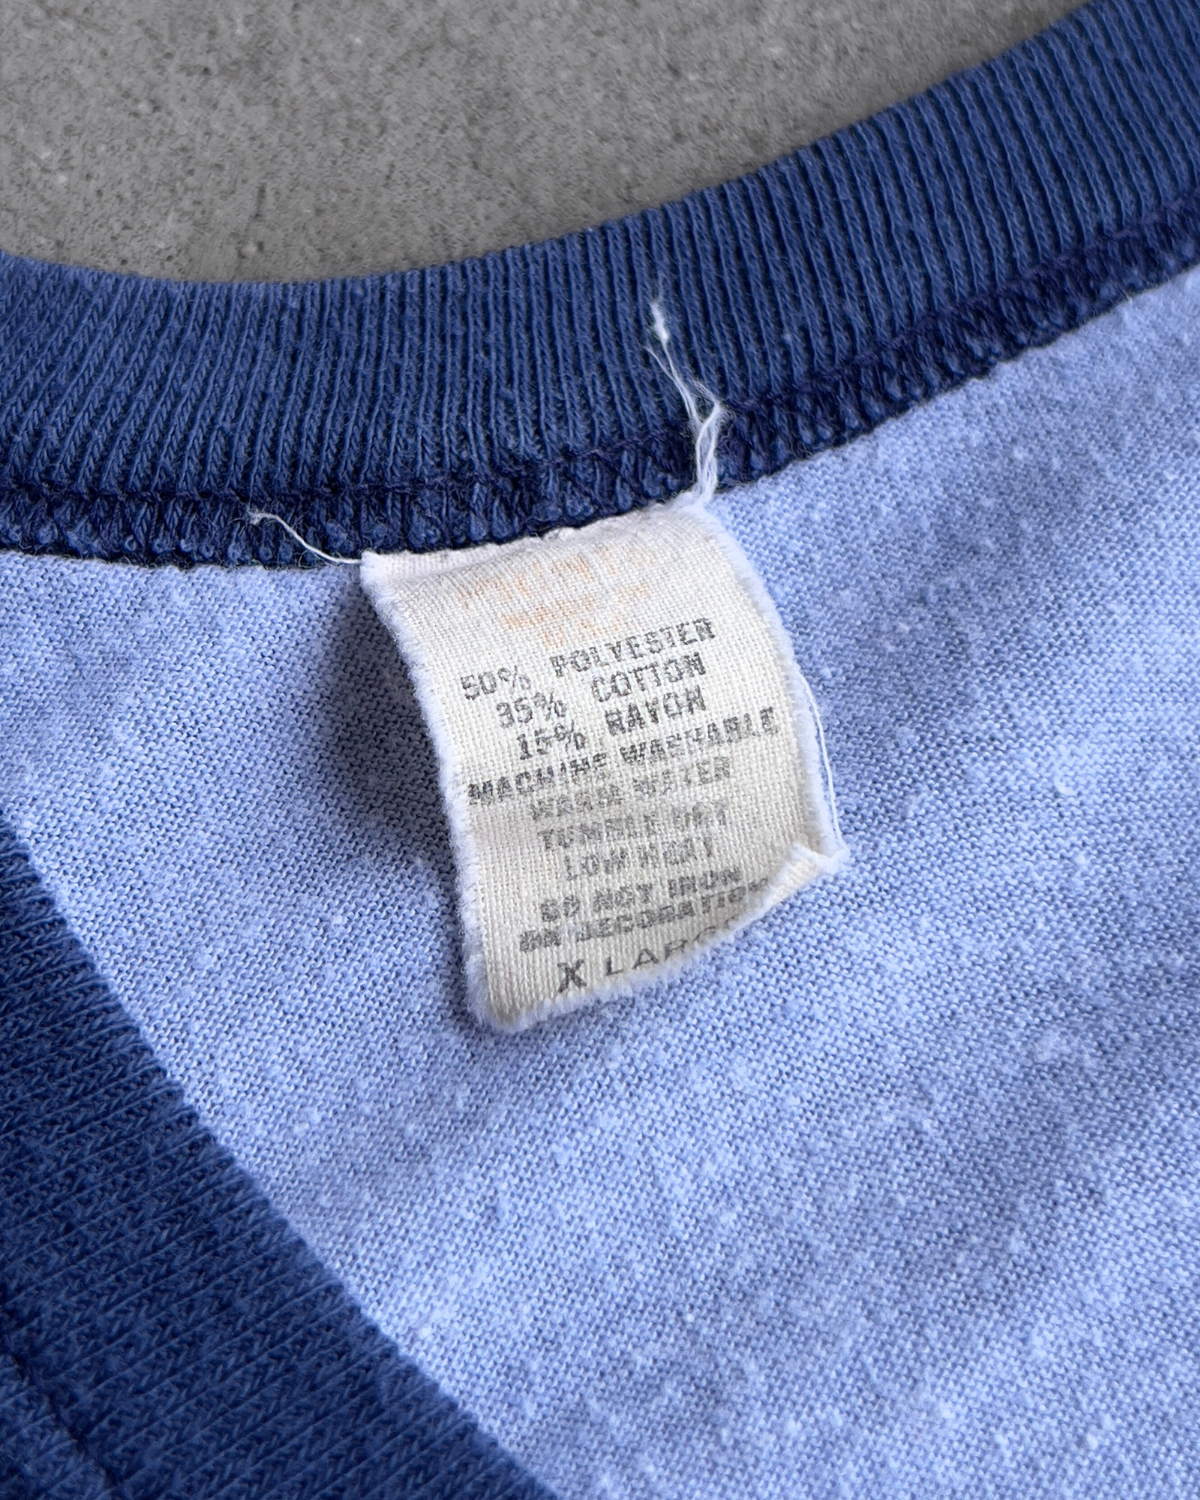 50% POLYESTER
35% COTTON
15% RAYON
MACHINE WASHABLE
WARM WATER
TUMBLE DRY
LOW HEAT
DO NOT IRON
ON DECORATION
X LARGE